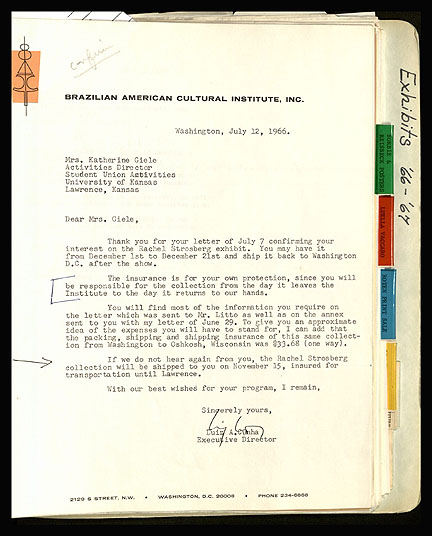 confirm
BRAZILIAN AMERICAN CULTURAL INSTITUTE, INC.
Washington, July 12, 1966.
Mrs. Katherine Giele
Activities Director
Student Union Activities
University of Kansas
Lawrence, Kansas
Dear Mrs. Giele,
Thank you for your letter of July 7 confirming your
interest on the Rachel Strosberg exhibit. You may have it
from December 1st to December 21st and ship it back to Washington
D.C. after the show.
The insurance is for your own protection, since you will
be responsible for the collection from the day it leaves the
Institute to the day it returns to our hands.
You will find most of the information you require on
the letter which was sent to Mr. Litto as well as on the annex
sent to you with my letter of June 29. To give you an approximate
idea of the expenses you will have to stand for, I can add that
the packing, shipping and shipping insurance of this same collect-
ion from Washington to Oshkosh, Wisconsin was $33.68 (one way).
If we do not hear again from you, the Rachel Strosberg
collection will be shipped to you on November 15, insured for
transportation until Lawrence.
With our best wishes for your program, I remain,
Sincerely yours,
Luiz A. Cunha
Executive Director
2129 S STREET, N.W. • WASHINGTON, D.C. 20008 • PHONE 234-6668
Exhibits '66-'67
POSTERS
VACCARO
PRINT SALE